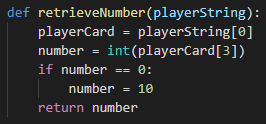 def retrieveNumber(playerString):
    playerCard = playerString[0]
    number = int(playerCard[3])
    if number == 0:
        number = 10
    return number